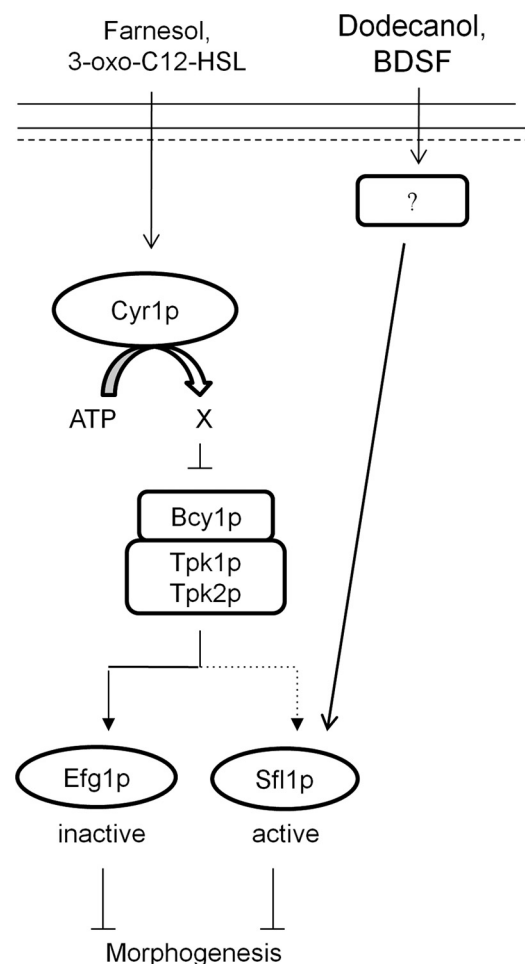 Farnesol,
3-oxo-C12-HSL
Dodecanol,
BDSF
?
Cyr1p
ATP
X
Bcy1p
Tpk1p
Tpk2p
Efg1p
Sfl1p
inactive
active
Morphogenesis